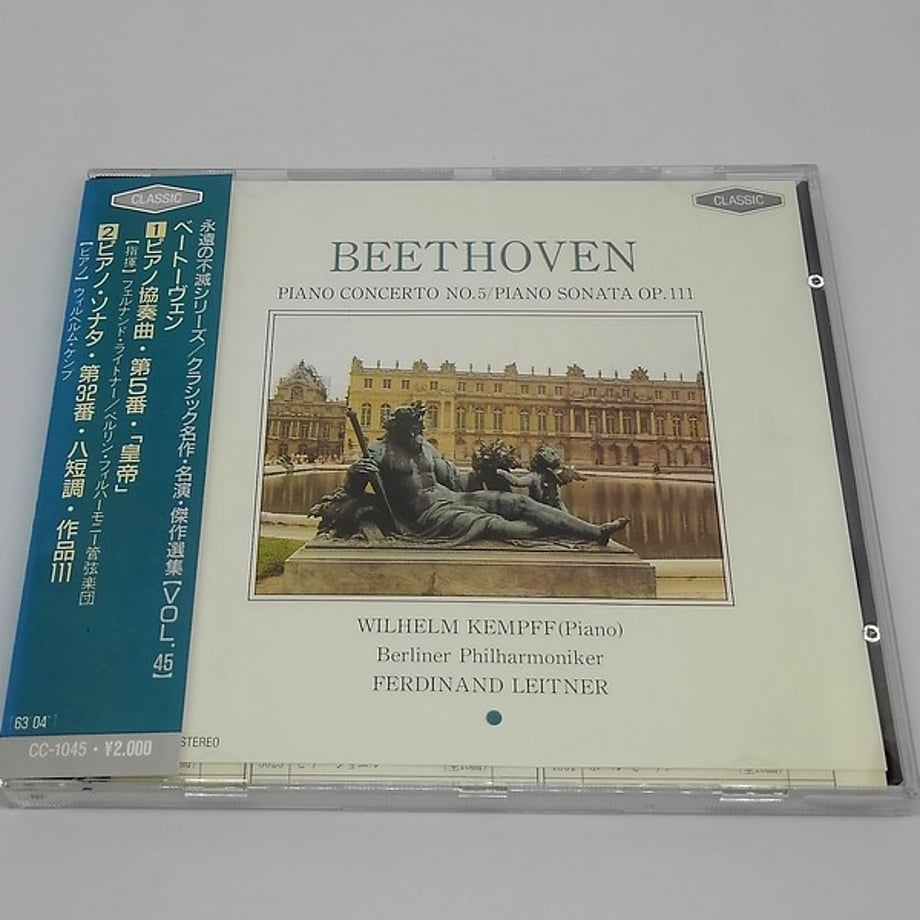 CLASSIC
永遠の不滅シリーズ/クラシック名作・名演・傑作選集【VOL.45】
ベートーヴェン
1 ピアノ協奏曲・第5番・「皇帝」
【指揮】フェルナンド・ライトナー/ベルリン・フィルハーモニー管弦楽団
2 ピアノ・ソナタ・第32番・八短調・作品111
【ピアノ】ウィルヘルム・ケンプ
63 04
CC-1045・¥2,000
CLASSIC
BEETHOVEN
PIANO CONCERTO NO.5/PIANO SONATA OP.111
WILHELM KEMPFF(Piano)
Berliner Philharmoniker
FERDINAND LEITNER
STEREO